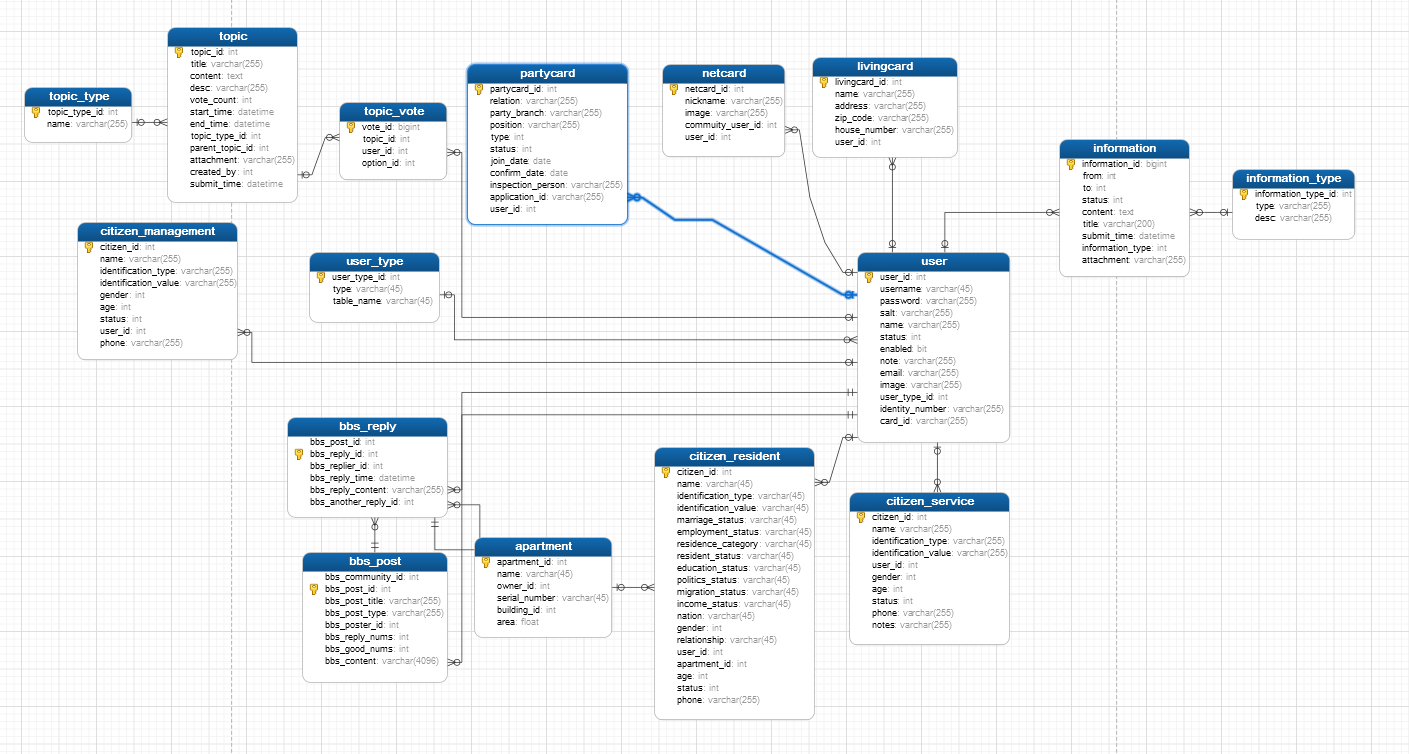 topic
topic_id: int
title: varchar(255)
content: text
desc: varchar(255)
vote_count: int
start_time: datetime
end_time: datetime
topic_type_id: int
parent_topic_id: int
attachment: varchar(255)
created_by: int
submit_time: datetime
topic_type
topic_type_id: int
name: varchar(255)
topic_vote
vote_id: bigint
topic_id: int
user_id: int
option_id: int
partycard
partycard_id: int
relation: varchar(255)
party_branch: varchar(255)
position: varchar(255)
type: int
status: int
join_date: date
confirm_date: date
inspection_person: varchar(255)
application_id: varchar(255)
user_id: int
netcard
netcard_id: int
nickname: varchar(255)
image: varchar(255)
commuity_user_id: int
user_id: int
livingcard
livingcard_id: int
name: varchar(255)
address: varchar(255)
zip_code: varchar(255)
house_number: varchar(255)
user_id: int
information
information_id: bigint
from: int
to: int
status: int
content: text
title: varchar(200)
submit_time: datetime
information_type: int
attachment: varchar(255)
information_type
information_type_id: int
type: varchar(255)
desc: varchar(255)
citizen_management
citizen_id: int
name: varchar(255)
identification_type: varchar(255)
identification_value: varchar(255)
gender: int
age: int
status: int
user_id: int
phone: varchar(255)
user_type
user_type_id: int
type: varchar(45)
table_name: varchar(45)
user
user_id: int
username: varchar(45)
password: varchar(255)
salt: varchar(255)
name: varchar(255)
status: int
enabled: bit
note: varchar(255)
email: varchar(255)
image: varchar(255)
user_type_id: int
identity_number: varchar(255)
card_id: varchar(255)
bbs_reply
bbs_post_id: int
bbs_reply_id: int
bbs_replier_id: int
bbs_reply_time: datetime
bbs_reply_content: varchar(255)
bbs_another_reply_id: int
bbs_post
bbs_community_id: int
bbs_post_id: int
bbs_post_title: varchar(255)
bbs_post_type: varchar(255)
bbs_poster_id: int
bbs_reply_nums: int
bbs_good_nums: int
bbs_content: varchar(4096)
apartment
apartment_id: int
name: varchar(45)
owner_id: int
serial_number: varchar(45)
building_id: int
area: float
citizen_resident
citizen_id: int
name: varchar(45)
identification_type: varchar(45)
identification_value: varchar(45)
marriage_status: varchar(45)
employment_status: varchar(45)
residence_category: varchar(45)
resident_status: varchar(45)
education_status: varchar(45)
politics_status: varchar(45)
migration_status: varchar(45)
income_status: varchar(45)
nation: varchar(45)
gender: int
relationship: varchar(45)
user_id: int
apartment_id: int
age: int
status: int
phone: varchar(255)
citizen_service
citizen_id: int
name: varchar(255)
identification_type: varchar(255)
identification_value: varchar(255)
user_id: int
gender: int
age: int
status: int
phone: varchar(255)
notes: varchar(255)